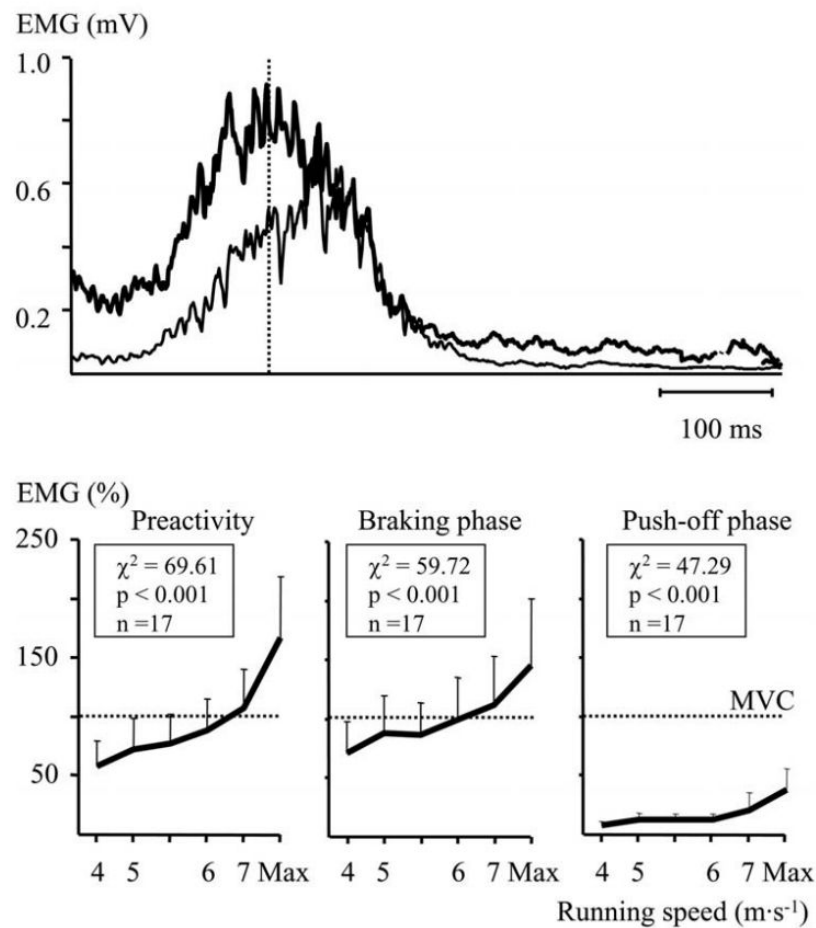 EMG (mV)
1.0
0.6
0.2
100 ms
EMG (%)
Preactivity Braking phase Push-off phase
250
150
50
χ² = 69.61
p < 0.001
n =17
χ² = 59.72
p < 0.001
n =17
χ² = 47.29
p < 0.001
n =17
MVC
4 5 6 7 Max 4 5 6 7 Max 4 5 6 7 Max
Running speed (m·s⁻¹)